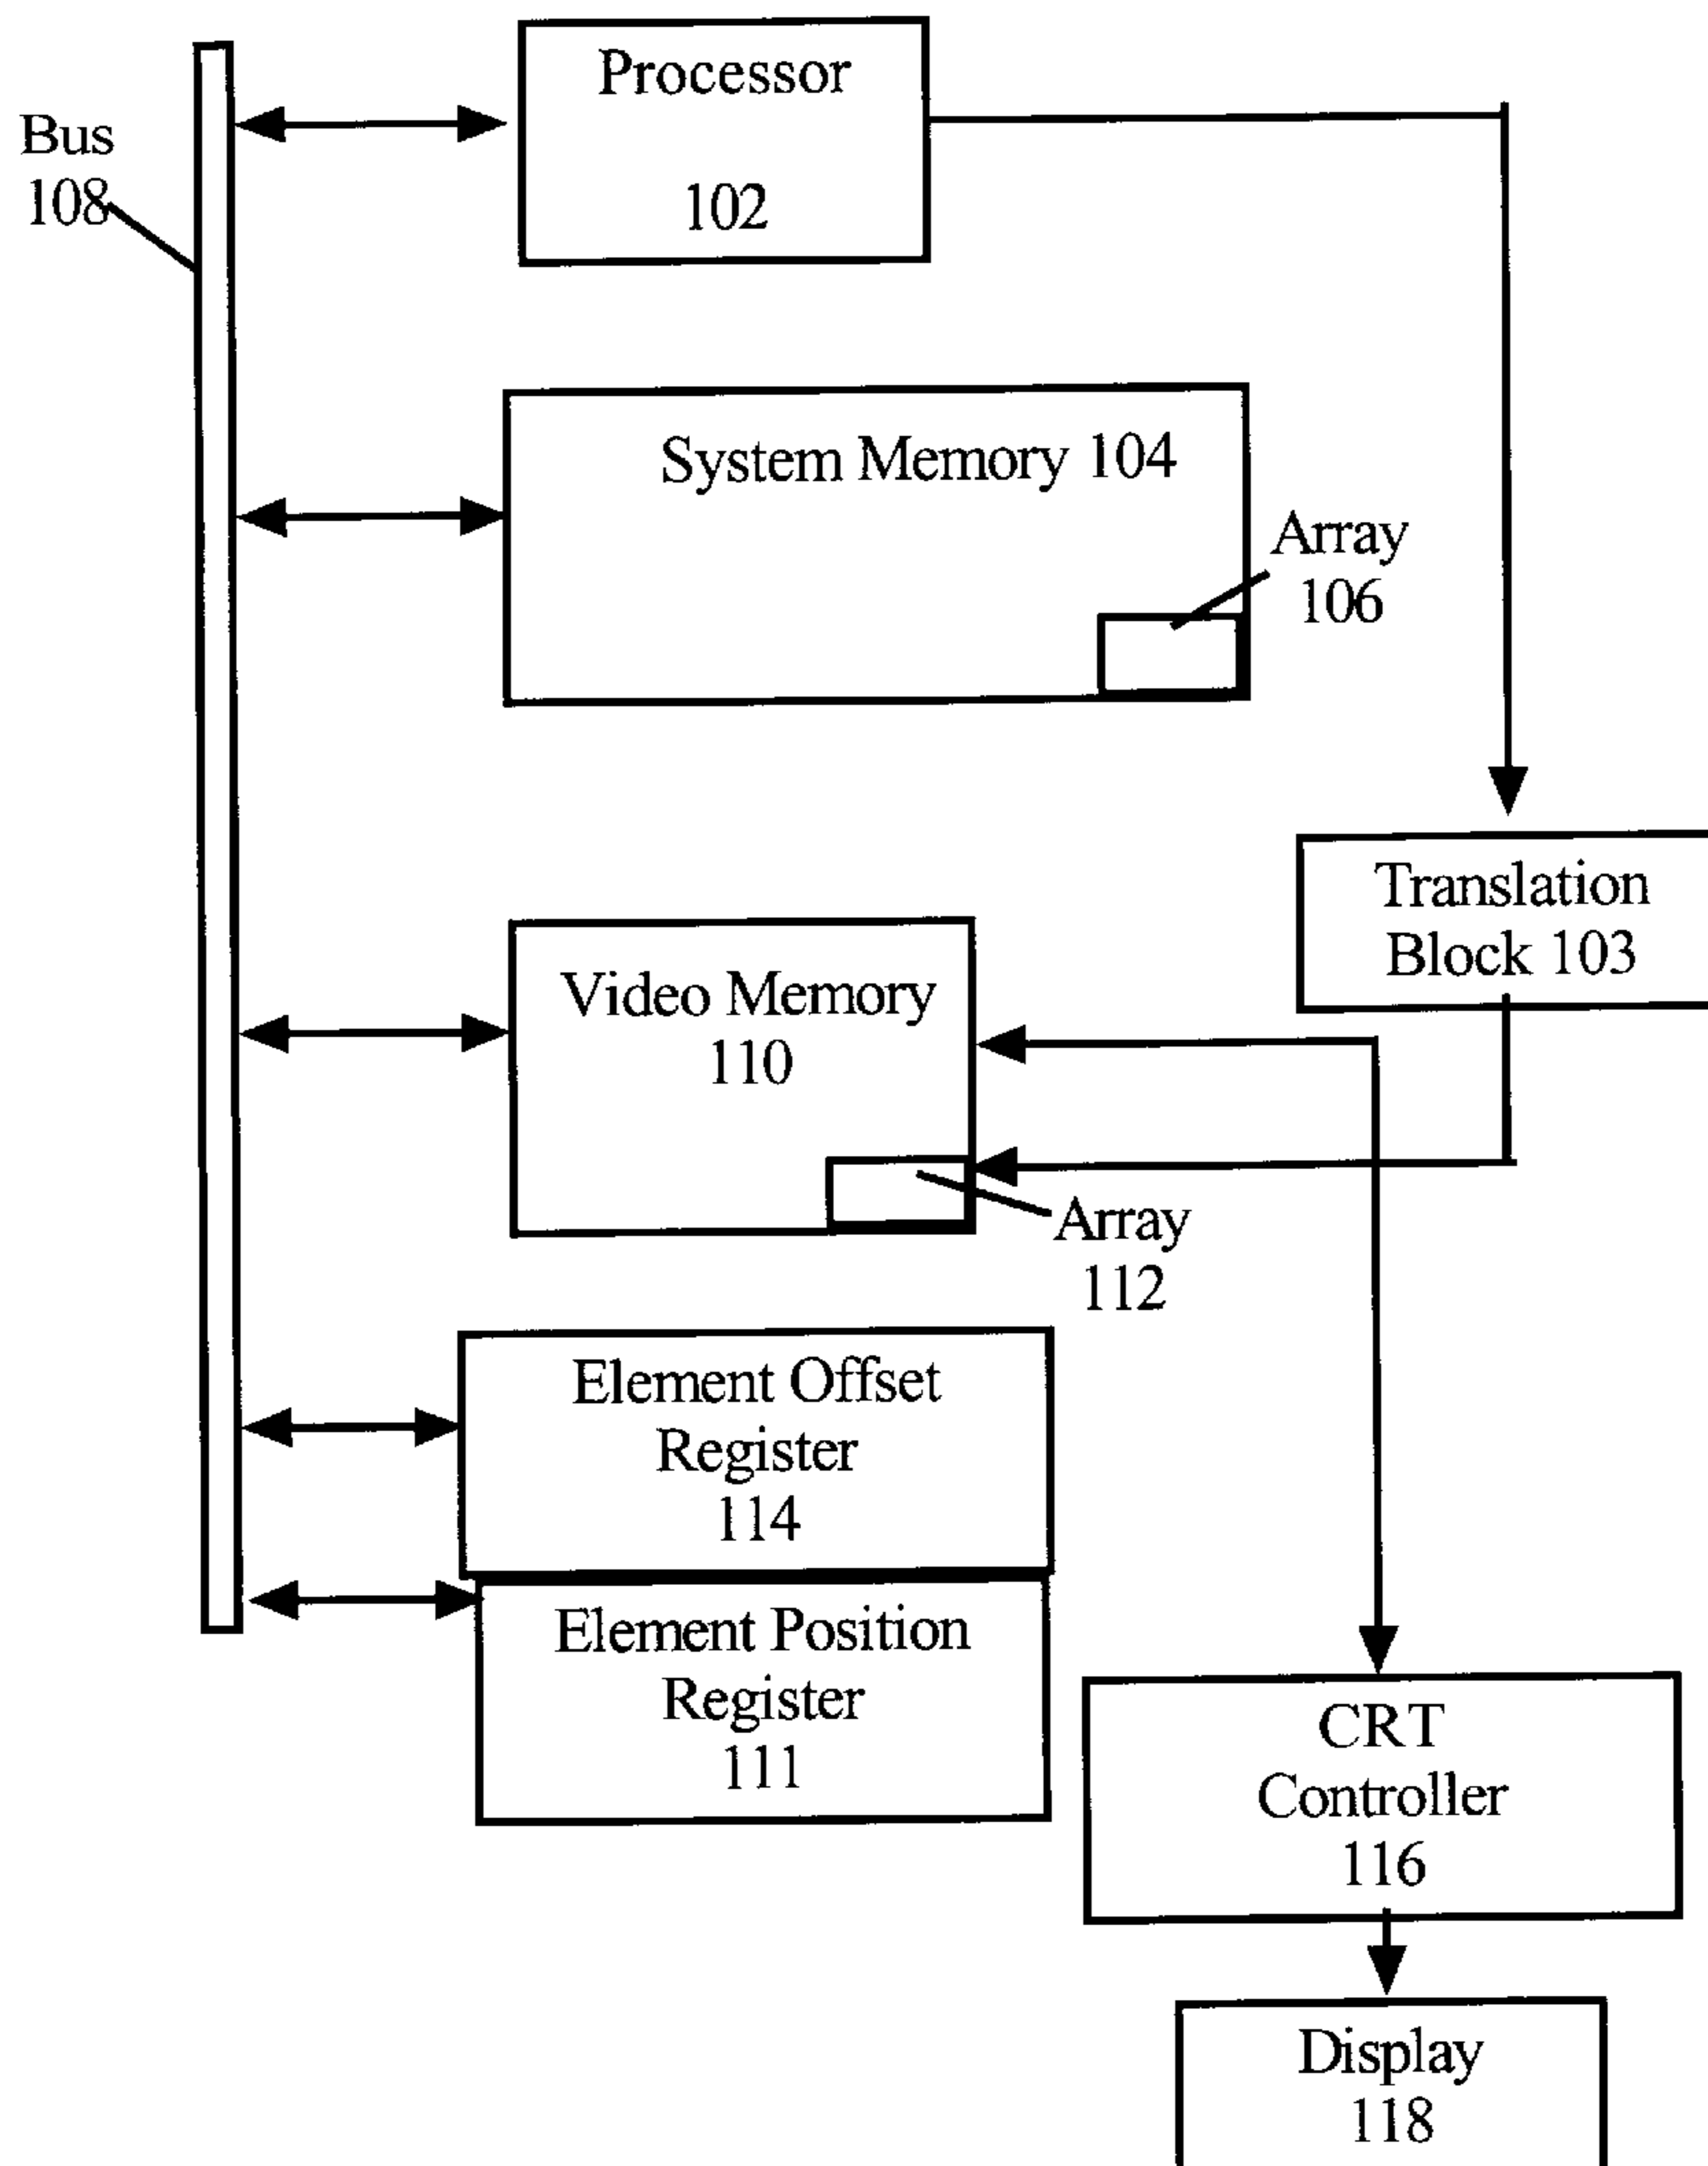 Processor
102
Bus
108
System Memory 104
Array
106
Translation
Block 103
Video Memory
110
Array
112
Element Offset
Register
114
Element Position
Register
111
CRT
Controller
116
Display
118